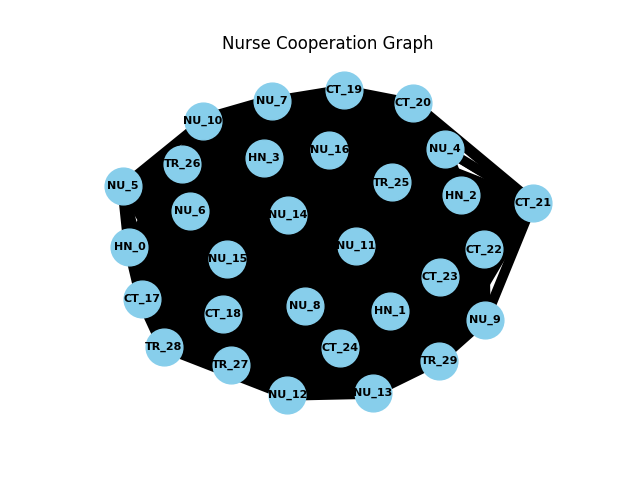 Nurse Cooperation Graph
CT_19
NU_7
CT_20
NU_10
NU_4
NU_16
HN_3
TR_26
TR_25
NU_5
HN_2
CT_21
NU_6
NU_14
HN_0
NU_11
CT_22
NU_15
CT_23
CT_17
NU_8
HN_1
CT_18
NU_9
TR_28
CT_24
TR_29
TR_27
NU_12
NU_13